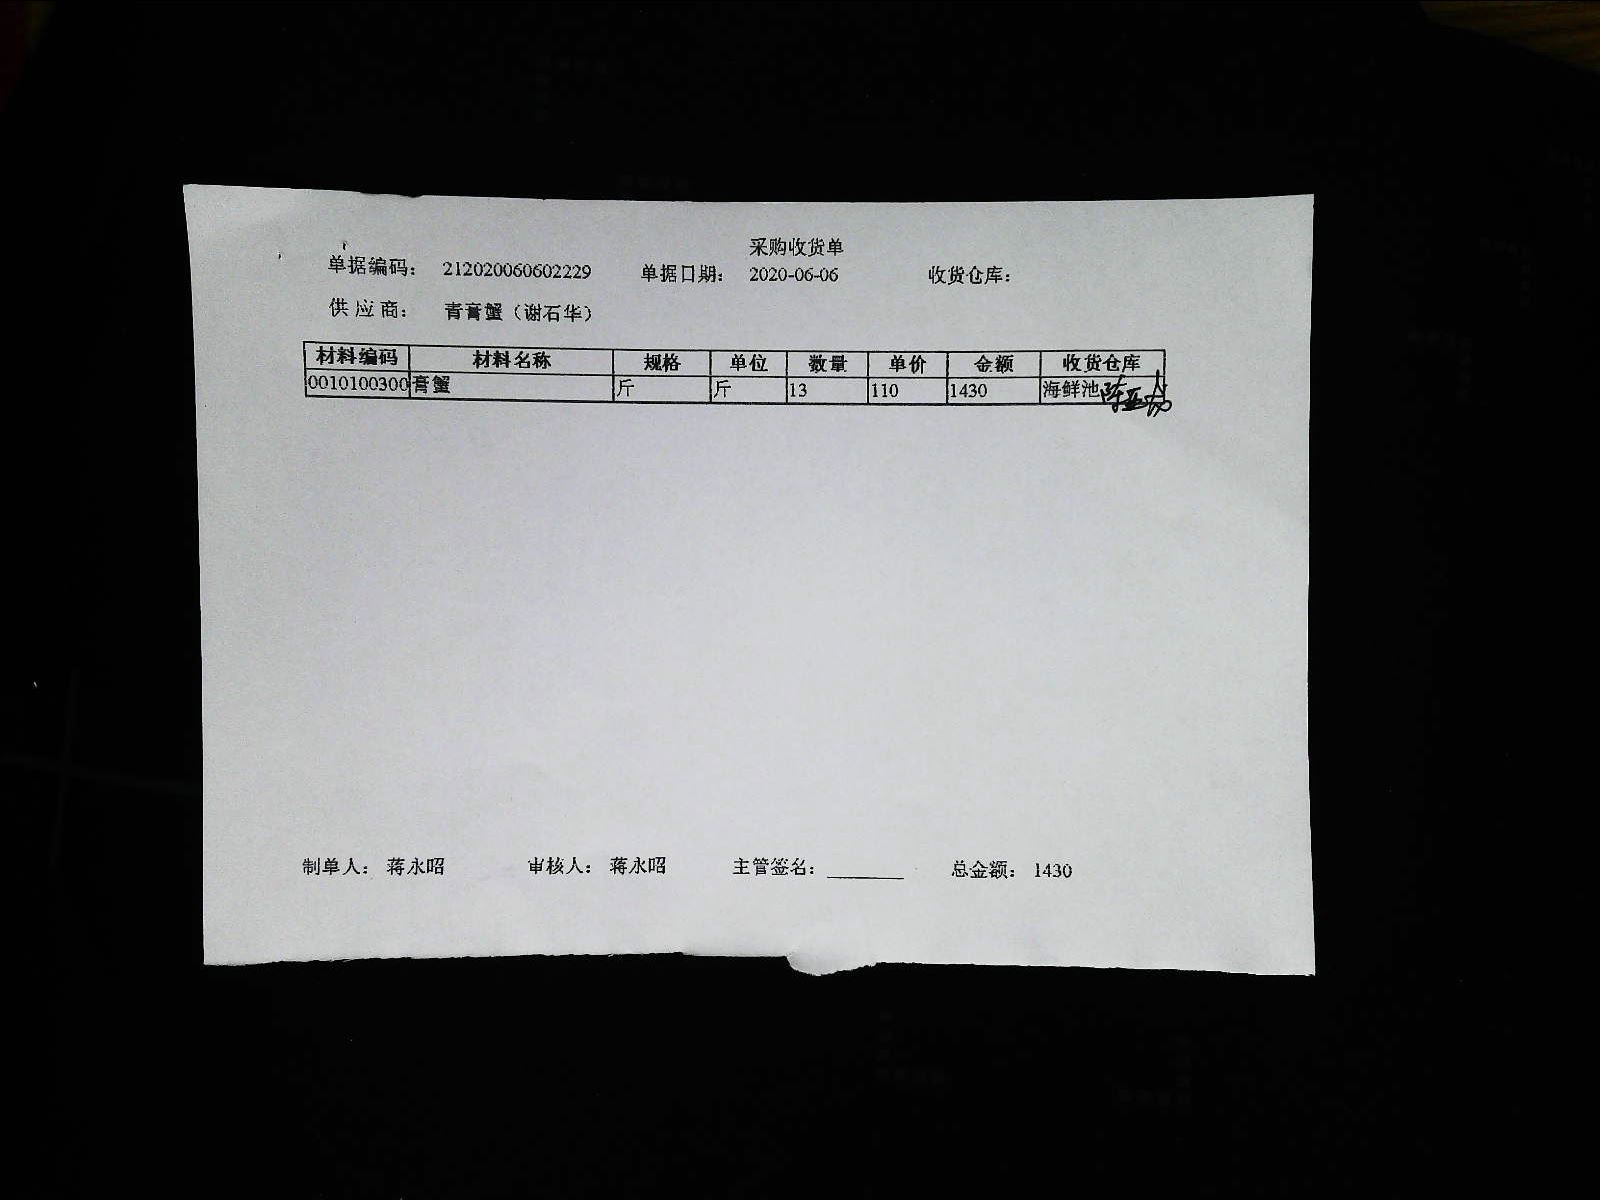 采购收货单
单据编码： 212020060602229 单据日期： 2020-06-06 收货仓库：
供应商： 青膏蟹（谢石华）
材料编码 材料名称 规格 单位 数量 单价 金额 收货仓库
0010100300 膏蟹 斤 斤 13 110 1430 海鲜池
制单人： 蒋永昭 审核人： 蒋永昭 主管签名： 总金额： 1430